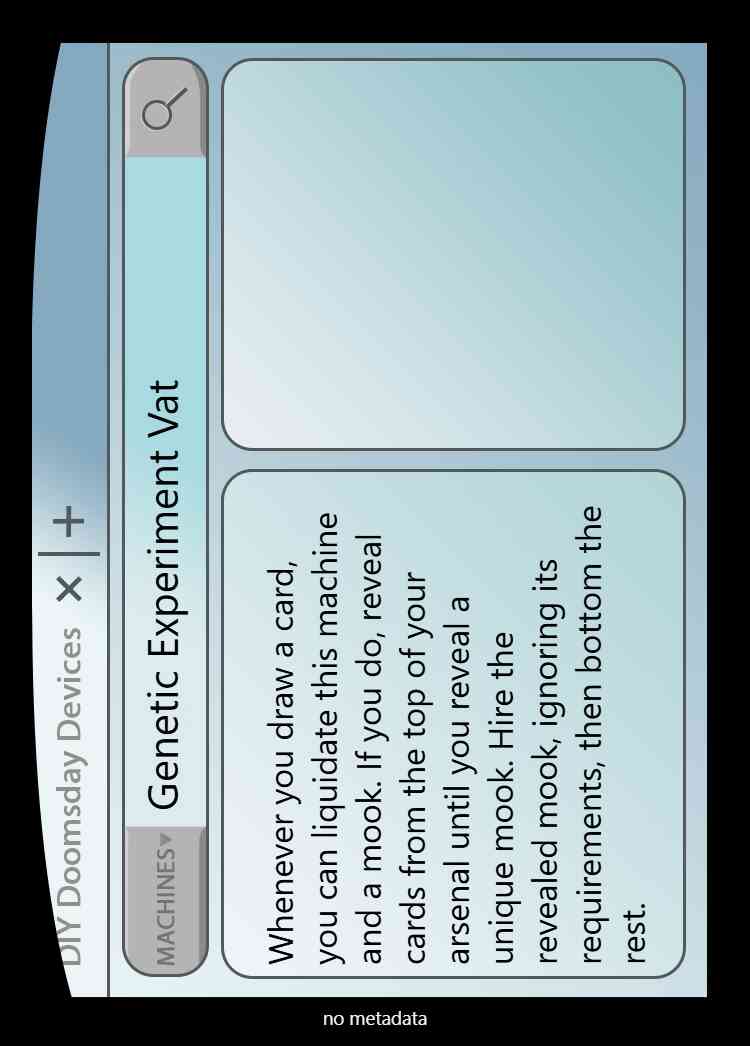 DIY Doomsday Devices × | +
MACHINES▾ Genetic Experiment Vat
Whenever you draw a card,
you can liquidate this machine
and a mook. If you do, reveal
cards from the top of your
arsenal until you reveal a
unique mook. Hire the
revealed mook, ignoring its
requirements, then bottom the
rest.
no metadata